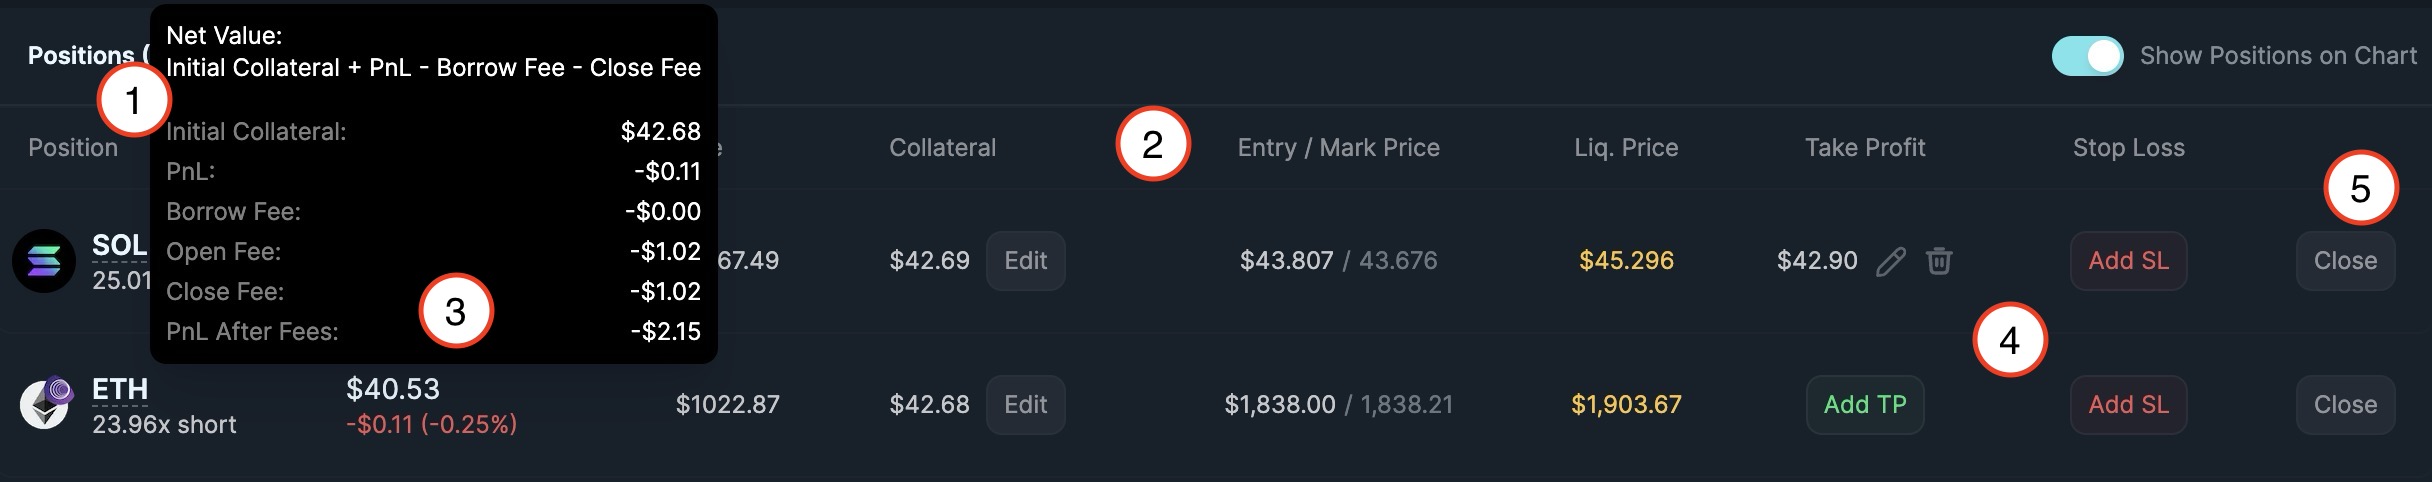 Positions (
Show Positions on Chart
1
Net Value:
Initial Collateral + PnL - Borrow Fee - Close Fee
Initial Collateral: $42.68
PnL: -$0.11
Borrow Fee: -$0.00
Open Fee: -$1.02
Close Fee: -$1.02
PnL After Fees: -$2.15
3
Position Collateral 2 Entry / Mark Price Liq. Price Take Profit Stop Loss
5
SOL 67.49 $42.69 Edit $43.807 / 43.676 $45.296 $42.90 Add SL Close
25.01
4
ETH $40.53 $1022.87 $42.68 Edit $1,838.00 / 1,838.21 $1,903.67 Add TP Add SL Close
23.96x short -$0.11 (-0.25%)